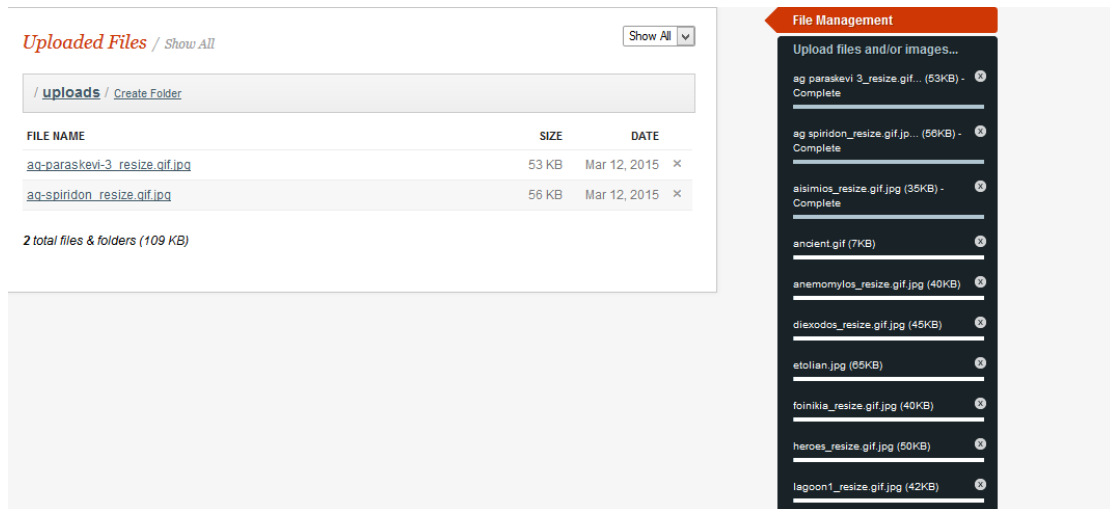 Uploaded Files / Show All
Show All
/ uploads / Create Folder
FILE NAME SIZE DATE
ag-paraskevi-3_resize.gif.jpg 53 KB Mar 12, 2015 ×
ag-spiridon_resize.gif.jpg 56 KB Mar 12, 2015 ×
2 total files & folders (109 KB)
File Management
Upload files and/or images...
ag paraskevi 3_resize.gif... (53KB) -
Complete
ag spiridon_resize.gif.jp... (56KB) -
Complete
aisimios_resize.gif.jpg (35KB) -
Complete
ancient.gif (7KB)
anemomylos_resize.gif.jpg (40KB)
diexodos_resize.gif.jpg (45KB)
etolian.jpg (65KB)
foinikia_resize.gif.jpg (40KB)
heroes_resize.gif.jpg (50KB)
lagoon1_resize.gif.jpg (42KB)